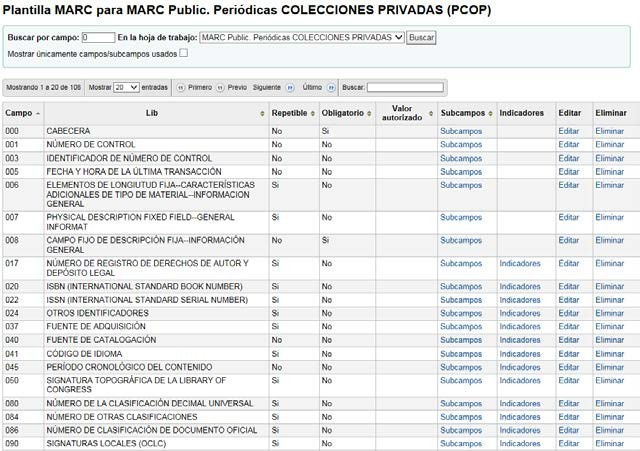 Plantilla MARC para MARC Public. Periódicas COLECCIONES PRIVADAS (PCOP)
Buscar por campo: 0 En la hoja de trabajo: MARC Public. Periódicas COLECCIONES PRIVADAS Buscar
Mostrar únicamente campos/subcampos usados
Mostrando 1 a 20 de 108 Mostrar 20 entradas Primero Previo Siguiente Último Buscar:
Campo Lib Repetible Obligatorio Valor autorizado Subcampos Indicadores Editar Eliminar
000 CABECERA No Si Subcampos Editar Eliminar
001 NÚMERO DE CONTROL No No Subcampos Editar Eliminar
003 IDENTIFICADOR DE NÚMERO DE CONTROL No No Subcampos Editar Eliminar
005 FECHA Y HORA DE LA ÚLTIMA TRANSACCIÓN No No Subcampos Editar Eliminar
006 ELEMENTOS DE LONGIUTUD FIJA--CARACTERÍSTICAS Si No Subcampos Editar Eliminar
ADICIONALES DE TIPO DE MATERIAL--INFORMACION
GENERAL
007 PHYSICAL DESCRIPTION FIXED FIELD--GENERAL Si No Subcampos Editar Eliminar
INFORMAT
008 CAMPO FIJO DE DESCRIPCIÓN FIJA--INFORMACIÓN No Si Subcampos Editar Eliminar
GENERAL
017 NÚMERO DE REGISTRO DE DERECHOS DE AUTOR Y Si No Subcampos Indicadores Editar Eliminar
DEPÓSITO LEGAL
020 ISBN (INTERNATIONAL STANDARD BOOK NUMBER) Si No Subcampos Indicadores Editar Eliminar
022 ISSN (INTERNATIONAL STANDARD SERIAL NUMBER) Si No Subcampos Indicadores Editar Eliminar
024 OTROS IDENTIFICADORES Si No Subcampos Indicadores Editar Eliminar
037 FUENTE DE ADQUISICIÓN Si No Subcampos Indicadores Editar Eliminar
040 FUENTE DE CATALOGACIÓN No No Subcampos Indicadores Editar Eliminar
041 CÓDIGO DE IDIOMA Si No Subcampos Indicadores Editar Eliminar
045 PERÍODO CRONOLÓGICO DEL CONTENIDO No No Subcampos Indicadores Editar Eliminar
050 SIGNATURA TOPOGRÁFICA DE LA LIBRARY OF Si No Subcampos Indicadores Editar Eliminar
CONGRESS
080 NÚMERO DE LA CLASIFICACIÓN DECIMAL UNIVERSAL Si No Subcampos Indicadores Editar Eliminar
084 NÚMERO DE OTRAS CLASIFICACIONES Si No Subcampos Indicadores Editar Eliminar
086 NÚMERO DE CLASIFICACIÓN DE DOCUMENTO OFICIAL Si No Subcampos Indicadores Editar Eliminar
090 SIGNATURAS LOCALES (OCLC) Si No Subcampos Indicadores Editar Eliminar